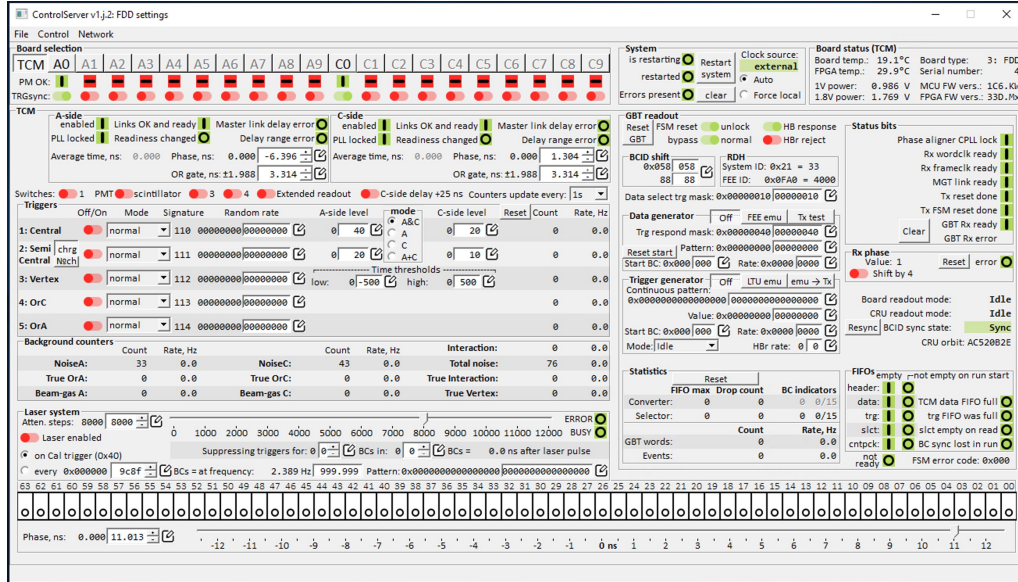 ControlServer v1.j.2: FDD settings
File Control Network
Board selection
TCM A0 A1 A2 A3 A4 A5 A6 A7 A8 A9 C0 C1 C2 C3 C4 C5 C6 C7 C8 C9
PM OK:
TRGsync:
System
is restarting Restart system
restarted
Errors present clear
Clock source:
external
Auto
Force local
Board status (TCM)
Board temp.: 19.1°C Board type: 3: FDD
FPGA temp.: 29.9°C Serial number: 4
1V power: 0.986 V MCU FW vers.: 1C6.Ki
1.8V power: 1.769 V FPGA FW vers.: 33D.Mx
TCM
A-side
enabled Links OK and ready Master link delay error
PLL locked Readiness changed Delay range error
Average time, ns: 0.000 Phase, ns: 0.000 -6.396
OR gate, ns:±1.988 3.314
C-side
enabled Links OK and ready Master link delay error
PLL locked Readiness changed Delay range error
Average time, ns: 0.000 Phase, ns: 0.000 1.304
OR gate, ns:±1.988 3.314
Switches: 1 PMT scintillator 3 4 Extended readout C-side delay +25 ns Counters update every: 1s
Triggers
Off/On Mode Signature Random rate A-side level mode C-side level Reset Count Rate, Hz
A&C
A
C
A+C
1: Central normal 110 00000000 00000000 0 40 0 20 0 0.0
2: Semi Central chrg Nчch normal 111 00000000 00000000 0 20 0 10 0 0.0
Time thresholds
3: Vertex normal 112 00000000 00000000 low: 0 -500 high: 0 500 0 0.0
4: OrC normal 113 00000000 00000000 0 0.0
5: OrA normal 114 00000000 00000000 0 0.0
Background counters
Count Rate, Hz Count Rate, Hz Interaction: 0 0.0
NoiseA: 33 0.0 NoiseC: 43 0.0 Total noise: 76 0.0
True OrA: 0 0.0 True OrC: 0 0.0 True Interaction: 0 0.0
Beam-gas A: 0 0.0 Beam-gas C: 0 0.0 True Vertex: 0 0.0
Laser system
Atten. steps: 8000 8000 ERROR
0 1000 2000 3000 4000 5000 6000 7000 8000 9000 10000 11000 12000 BUSY
Laser enabled
on Cal trigger (0x40) Suppressing triggers for: 0 0 BCs in: 0 0 BCs = 0.0 ns after laser pulse
every 0x000000 9c8f BCs = at frequency: 2.389 Hz 999.999 Pattern: 0x0000000000000000 0000000000000000
GBT readout
Reset GBT FSM reset unlock HB response
bypass normal HBr reject
BCID shift
0x058 058
88 88
RDH
System ID: 0x21 = 33
FEE ID: 0x0FA0 = 4000
Data select trg mask: 0x00000010 00000010
Data generator Off FEE emu Tx test
Trg respond mask: 0x00000040 00000040
Reset start Pattern: 0x00000000 00000000
Start BC: 0x000 000 Rate: 0x0000 0000
Trigger generator Off LTU emu emu → Tx
Continuous pattern:
0x0000000000000000 0000000000000000
Value: 0x00000000 00000000
Start BC: 0x000 000 Rate: 0x0000 0000
Mode: Idle HBr rate: 0 0
Status bits
Phase aligner CPLL lock
Rx wordclk ready
Rx frameclk ready
MGT link ready
Tx reset done
Tx FSM reset done
Clear GBT Rx ready
GBT Rx error
Rx phase
Value: 1 Reset error
Shift by 4
Board readout mode: Idle
CRU readout mode: Idle
Resync BCID sync state: Sync
CRU orbit: AC520B2E
Statistics
Reset
FIFO max Drop count BC indicators
Converter: 0 0 0 0/15
Selector: 0 0 0 0/15
Count Rate, Hz
GBT words: 0 0.0
Events: 0 0.0
FIFOs empty not empty on run start
header:
data: TCM data FIFO full
trg: trg FIFO was full
slct: slct empty on read
cntpck: BC sync lost in run
not ready FSM error code: 0x000
63 62 61 60 59 58 57 56 55 54 53 52 51 50 49 48 47 46 45 44 43 42 41 40 39 38 37 36 35 34 33 32 31 30 29 28 27 26 25 24 23 22 21 20 19 18 17 16 15 14 13 12 11 10 09 08 07 06 05 04 03 02 01 00
Phase, ns: 0.000 11.013
-12 -11 -10 -9 -8 -7 -6 -5 -4 -3 -2 -1 0 ns 1 2 3 4 5 6 7 8 9 10 11 12